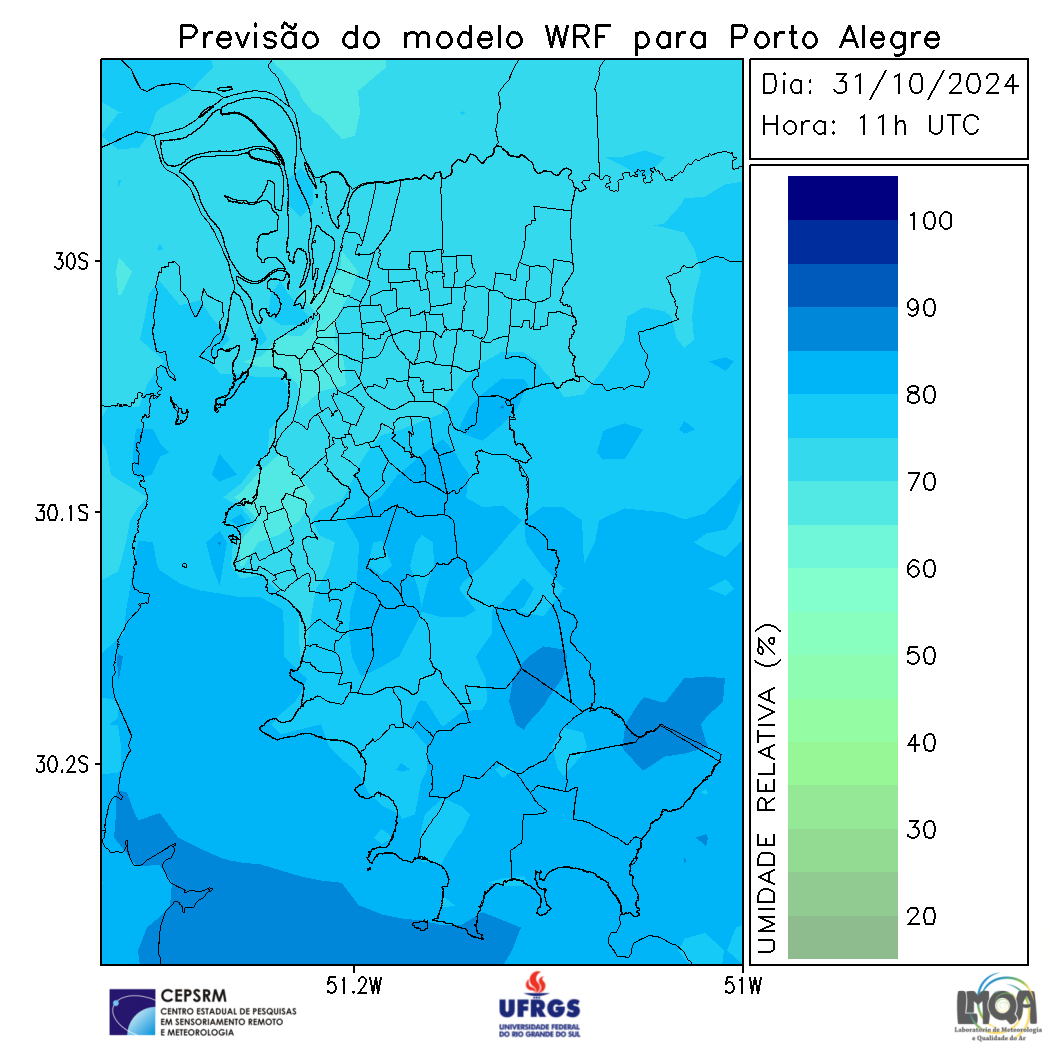 Previsão do modelo WRF para Porto Alegre
Dia: 31/10/2024
Hora: 11h UTC
30S
30.1S
30.2S
51.2W
51W
100
90
80
70
60
50
40
30
20
UMIDADE RELATIVA (%)
CEPSRM
CENTRO ESTADUAL DE PESQUISAS
EM SENSORIAMENTO REMOTO
E METEOROLOGIA
UFRGS
UNIVERSIDADE FEDERAL
DO RIO GRANDE DO SUL
LMQA
Laboratório de Meteorologia
e Qualidade do Ar